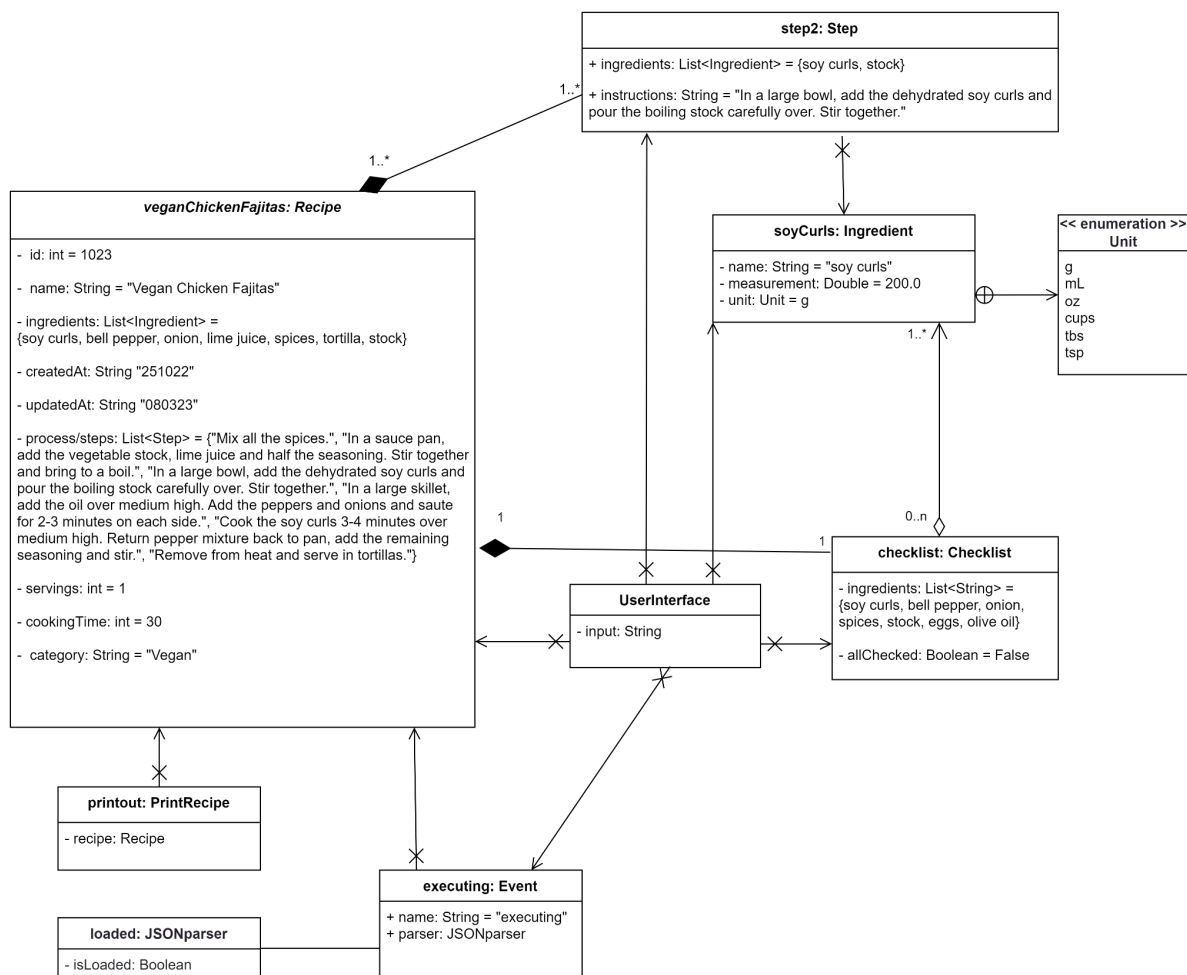 step2: Step
+ ingredients: List<Ingredient> = {soy curls, stock}
+ instructions: String = "In a large bowl, add the dehydrated soy curls and
pour the boiling stock carefully over. Stir together."
1..*
1..*
veganChickenFajitas: Recipe
- id: int = 1023
- name: String = "Vegan Chicken Fajitas"
- ingredients: List<Ingredient> =
{soy curls, bell pepper, onion, lime juice, spices, tortilla, stock}
- createdAt: String "251022"
- updatedAt: String "080323"
- process/steps: List<Step> = {"Mix all the spices.", "In a sauce pan,
add the vegetable stock, lime juice and half the seasoning. Stir together
and bring to a boil.", "In a large bowl, add the dehydrated soy curls and
pour the boiling stock carefully over. Stir together.", "In a large skillet,
add the oil over medium high. Add the peppers and onions and saute
for 2-3 minutes on each side.", "Cook the soy curls 3-4 minutes over
medium high. Return pepper mixture back to pan, add the remaining
seasoning and stir.", "Remove from heat and serve in tortillas."}
- servings: int = 1
- cookingTime: int = 30
- category: String = "Vegan"
soyCurls: Ingredient
- name: String = "soy curls"
- measurement: Double = 200.0
- unit: Unit = g
<< enumeration >>
Unit
g
mL
oz
cups
tbs
tsp
1..*
0..n
1
1
checklist: Checklist
- ingredients: List<String> =
{soy curls, bell pepper, onion,
spices, stock, eggs, olive oil}
- allChecked: Boolean = False
UserInterface
- input: String
printout: PrintRecipe
- recipe: Recipe
executing: Event
+ name: String = "executing"
+ parser: JSONparser
loaded: JSONparser
- isLoaded: Boolean